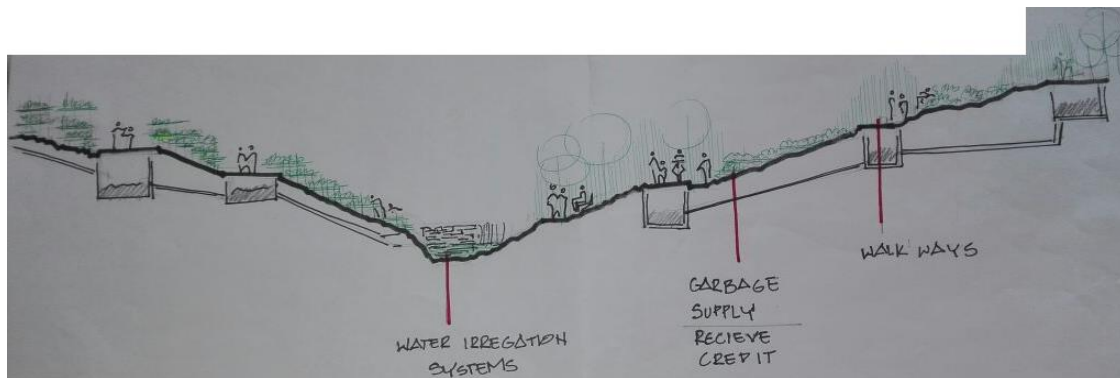 WATER IRREGATION
SYSTEMS
GARBAGE
SUPPLY
RECIEVE
CREDIT
WALK WAYS